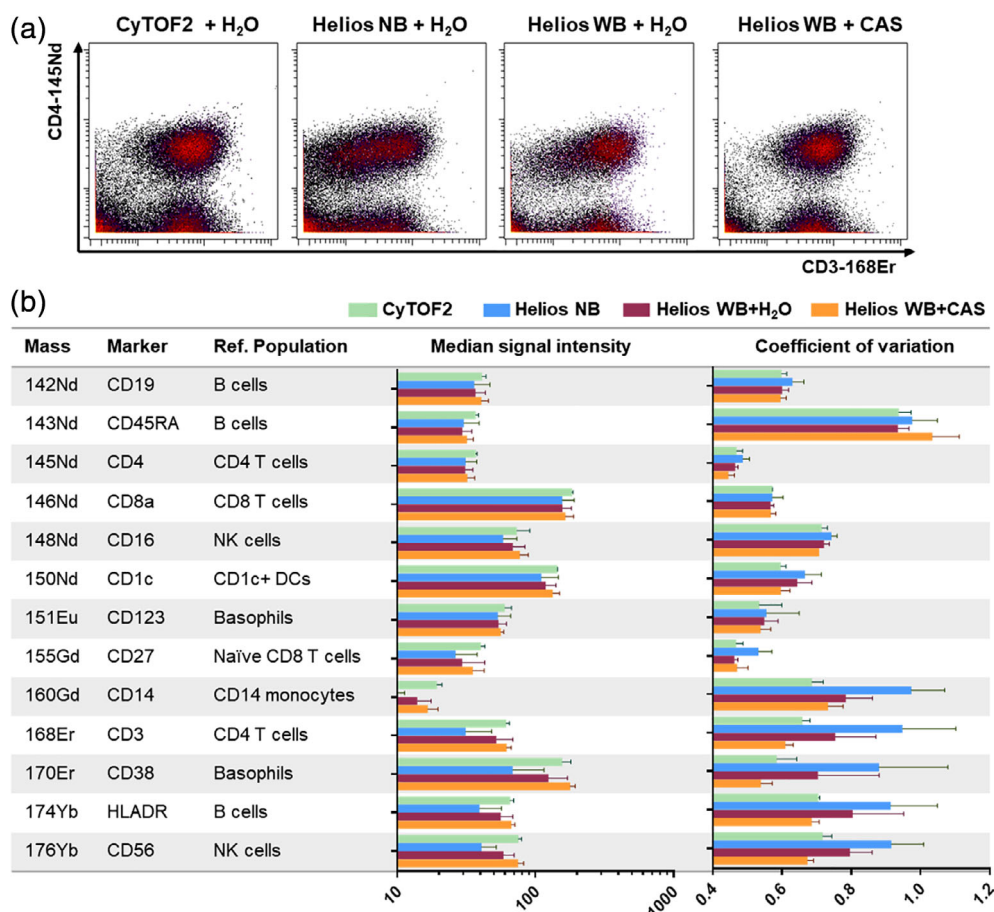 (a)
CyTOF2 + H₂O Helios NB + H₂O Helios WB + H₂O Helios WB + CAS
CD4-145Nd
CD3-168Er
(b)
CyTOF2 Helios NB Helios WB+H₂O Helios WB+CAS
Mass Marker Ref. Population Median signal intensity Coefficient of variation
142Nd CD19 B cells
143Nd CD45RA B cells
145Nd CD4 CD4 T cells
146Nd CD8a CD8 T cells
148Nd CD16 NK cells
150Nd CD1c CD1c+ DCs
151Eu CD123 Basophils
155Gd CD27 Naïve CD8 T cells
160Gd CD14 CD14 monocytes
168Er CD3 CD4 T cells
170Er CD38 Basophils
174Yb HLADR B cells
176Yb CD56 NK cells
10 100 1000 0.4 0.6 0.8 1.0 1.2